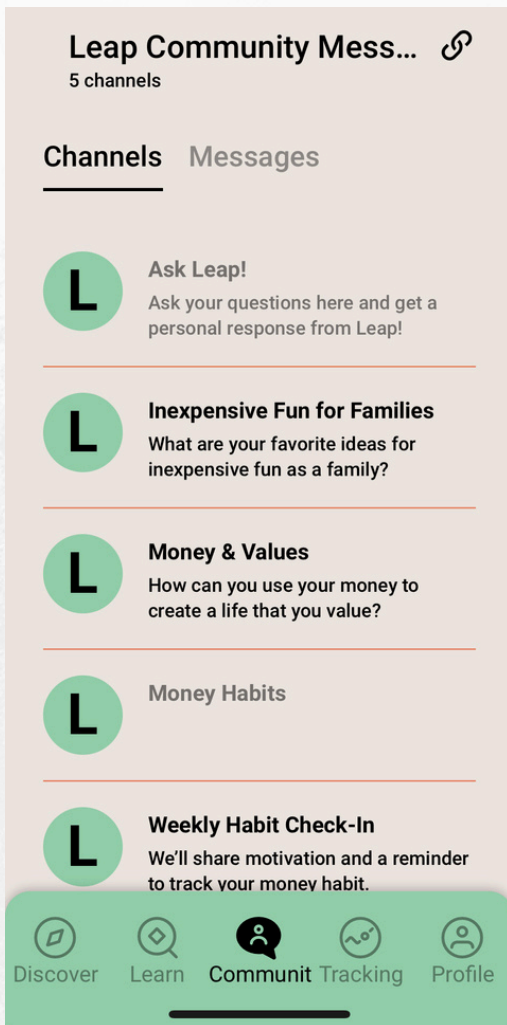 Leap Community Mess...
5 channels
Channels Messages
L
Ask Leap!
Ask your questions here and get a
personal response from Leap!
L
Inexpensive Fun for Families
What are your favorite ideas for
inexpensive fun as a family?
L
Money & Values
How can you use your money to
create a life that you value?
L
Money Habits
L
Weekly Habit Check-In
We'll share motivation and a reminder
to track your money habit.
Discover Learn Communit Tracking Profile